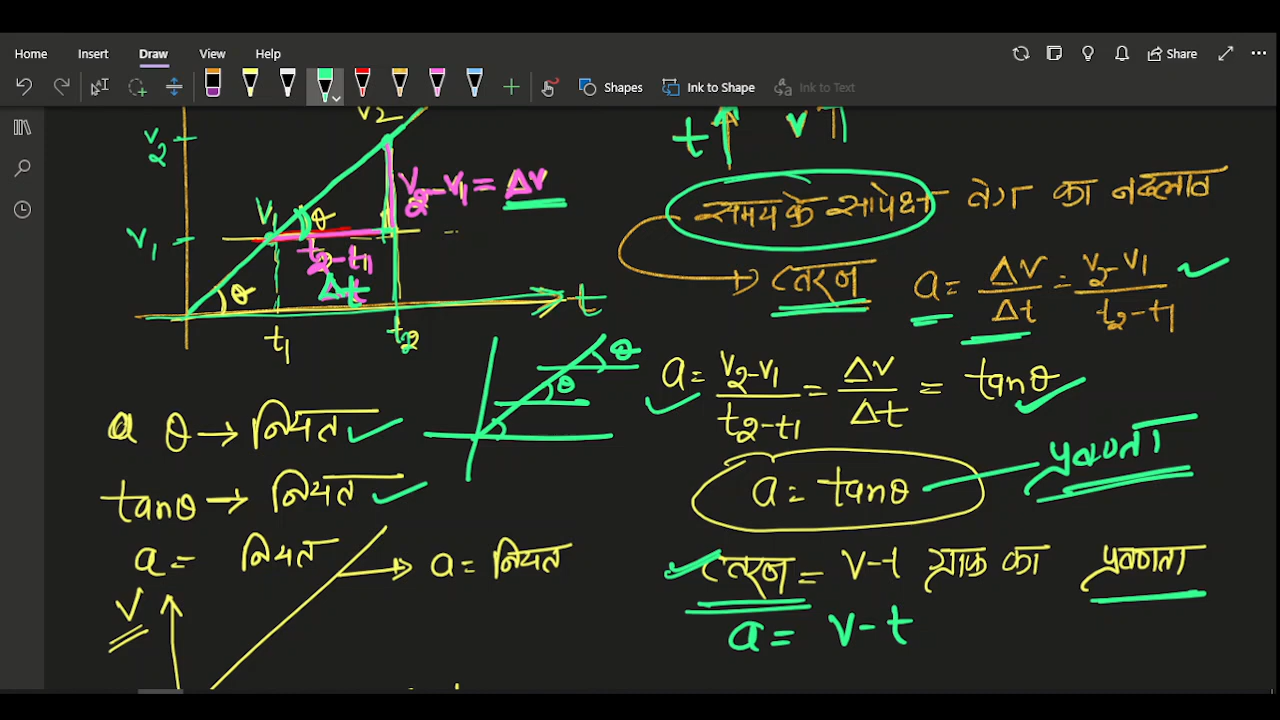 Home Insert Draw View Help Share
Shapes Ink to Shape Ink to Text
v2
v2
v2-v1 = Δv
v1 θ
v1
t2-t1
Δt
θ
t
t1 t2
θ
θ
t v
समय के सापेक्ष वेग का बदलाव
त्वरण a = Δv/Δt = v2-v1/t2-t1
a = v2-v1/t2-t1 = Δv/Δt = tanθ
a = tanθ प्रवणता
त्वरण = v-t ग्राफ का प्रवणता
a = v-t
a θ → नियत
tanθ → नियत
a = नियत
a = नियत
v